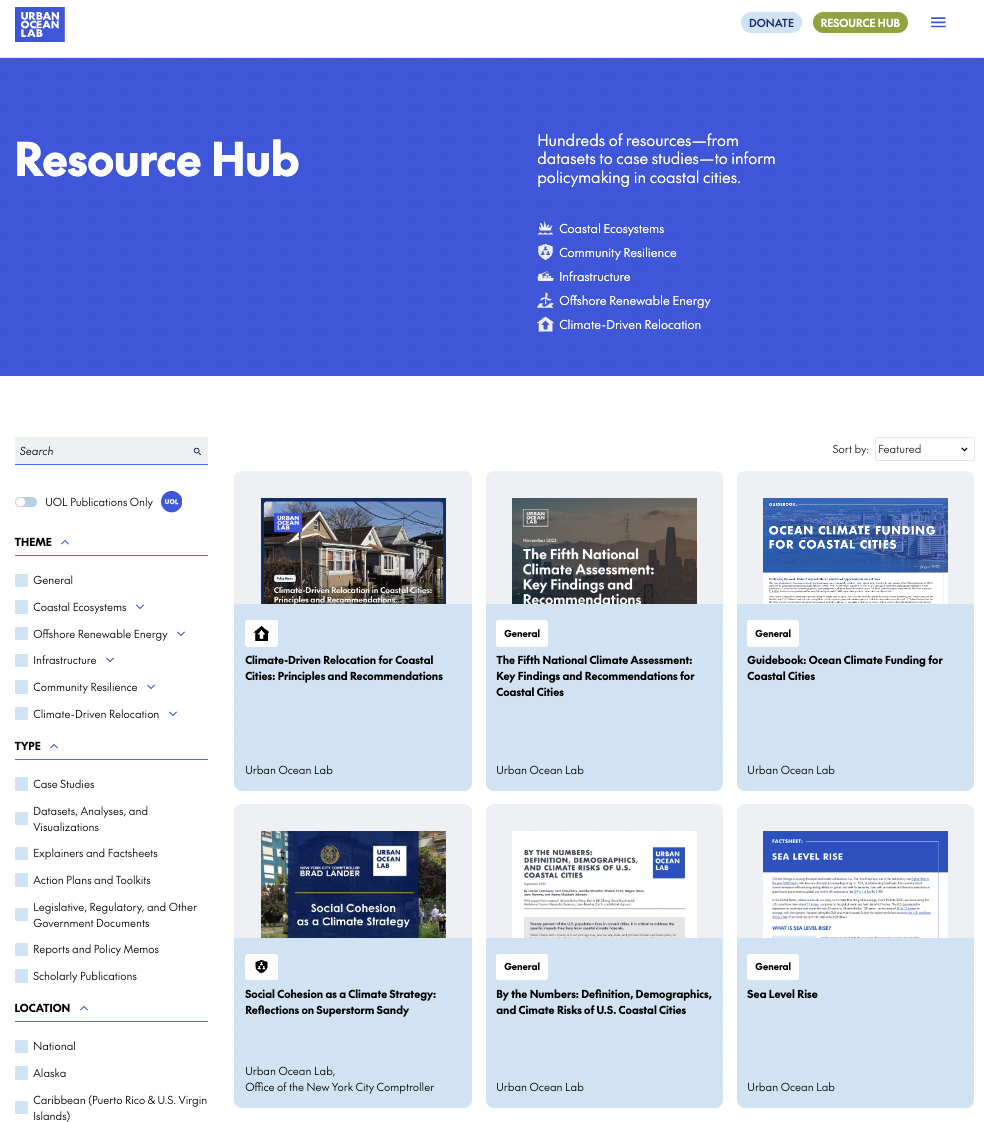 URBAN
OCEAN
LAB
DONATE
RESOURCE HUB
Resource Hub
Hundreds of resources—from
datasets to case studies—to inform
policymaking in coastal cities.
Coastal Ecosystems
Community Resilience
Infrastructure
Offshore Renewable Energy
Climate-Driven Relocation
Search
Sort by:
Featured
UOL Publications Only
UOL
THEME
General
Coastal Ecosystems
Offshore Renewable Energy
Infrastructure
Community Resilience
Climate-Driven Relocation
TYPE
Case Studies
Datasets, Analyses, and
Visualizations
Explainers and Factsheets
Action Plans and Toolkits
Legislative, Regulatory, and Other
Government Documents
Reports and Policy Memos
Scholarly Publications
LOCATION
National
Alaska
Caribbean (Puerto Rico & U.S. Virgin
Islands)
URBAN
OCEAN
LAB
Policy Memo
Climate-Driven Relocation in Coastal Cities:
Principles and Recommendations
Climate-Driven Relocation for Coastal
Cities: Principles and Recommendations
Urban Ocean Lab
URBAN
OCEAN
LAB
The Fifth National
Climate Assessment:
Key Findings and
Recommendations
General
The Fifth National Climate Assessment:
Key Findings and Recommendations for
Coastal Cities
Urban Ocean Lab
GUIDEBOOK:
OCEAN CLIMATE FUNDING
FOR COASTAL CITIES
General
Guidebook: Ocean Climate Funding for
Coastal Cities
Urban Ocean Lab
NEW YORK CITY COMPTROLLER
BRAD LANDER
URBAN
OCEAN
LAB
Social Cohesion
as a Climate Strategy
Social Cohesion as a Climate Strategy:
Reflections on Superstorm Sandy
Urban Ocean Lab,
Office of the New York City Comptroller
BY THE NUMBERS:
DEFINITION, DEMOGRAPHICS,
AND CLIMATE RISKS OF U.S.
COASTAL CITIES
URBAN
OCEAN
LAB
General
By the Numbers: Definition, Demographics,
and Cimate Risks of U.S. Coastal Cities
Urban Ocean Lab
FACTSHEET:
SEA LEVEL RISE
WHAT IS SEA LEVEL RISE?
General
Sea Level Rise
Urban Ocean Lab